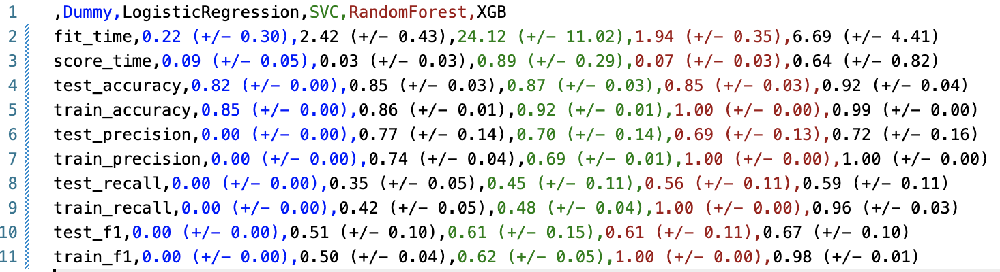 1 ,Dummy,LogisticRegression,SVC,RandomForest,XGB
2 fit_time,0.22 (+/- 0.30),2.42 (+/- 0.43),24.12 (+/- 11.02),1.94 (+/- 0.35),6.69 (+/- 4.41)
3 score_time,0.09 (+/- 0.05),0.03 (+/- 0.03),0.89 (+/- 0.29),0.07 (+/- 0.03),0.64 (+/- 0.82)
4 test_accuracy,0.82 (+/- 0.00),0.85 (+/- 0.03),0.87 (+/- 0.03),0.85 (+/- 0.03),0.92 (+/- 0.04)
5 train_accuracy,0.85 (+/- 0.00),0.86 (+/- 0.01),0.92 (+/- 0.01),1.00 (+/- 0.00),0.99 (+/- 0.00)
6 test_precision,0.00 (+/- 0.00),0.77 (+/- 0.14),0.70 (+/- 0.14),0.69 (+/- 0.13),0.72 (+/- 0.16)
7 train_precision,0.00 (+/- 0.00),0.74 (+/- 0.04),0.69 (+/- 0.01),1.00 (+/- 0.00),1.00 (+/- 0.00)
8 test_recall,0.00 (+/- 0.00),0.35 (+/- 0.05),0.45 (+/- 0.11),0.56 (+/- 0.11),0.59 (+/- 0.11)
9 train_recall,0.00 (+/- 0.00),0.42 (+/- 0.05),0.48 (+/- 0.04),1.00 (+/- 0.00),0.96 (+/- 0.03)
10 test_f1,0.00 (+/- 0.00),0.51 (+/- 0.10),0.61 (+/- 0.15),0.61 (+/- 0.11),0.67 (+/- 0.10)
11 train_f1,0.00 (+/- 0.00),0.50 (+/- 0.04),0.62 (+/- 0.05),1.00 (+/- 0.00),0.98 (+/- 0.01)